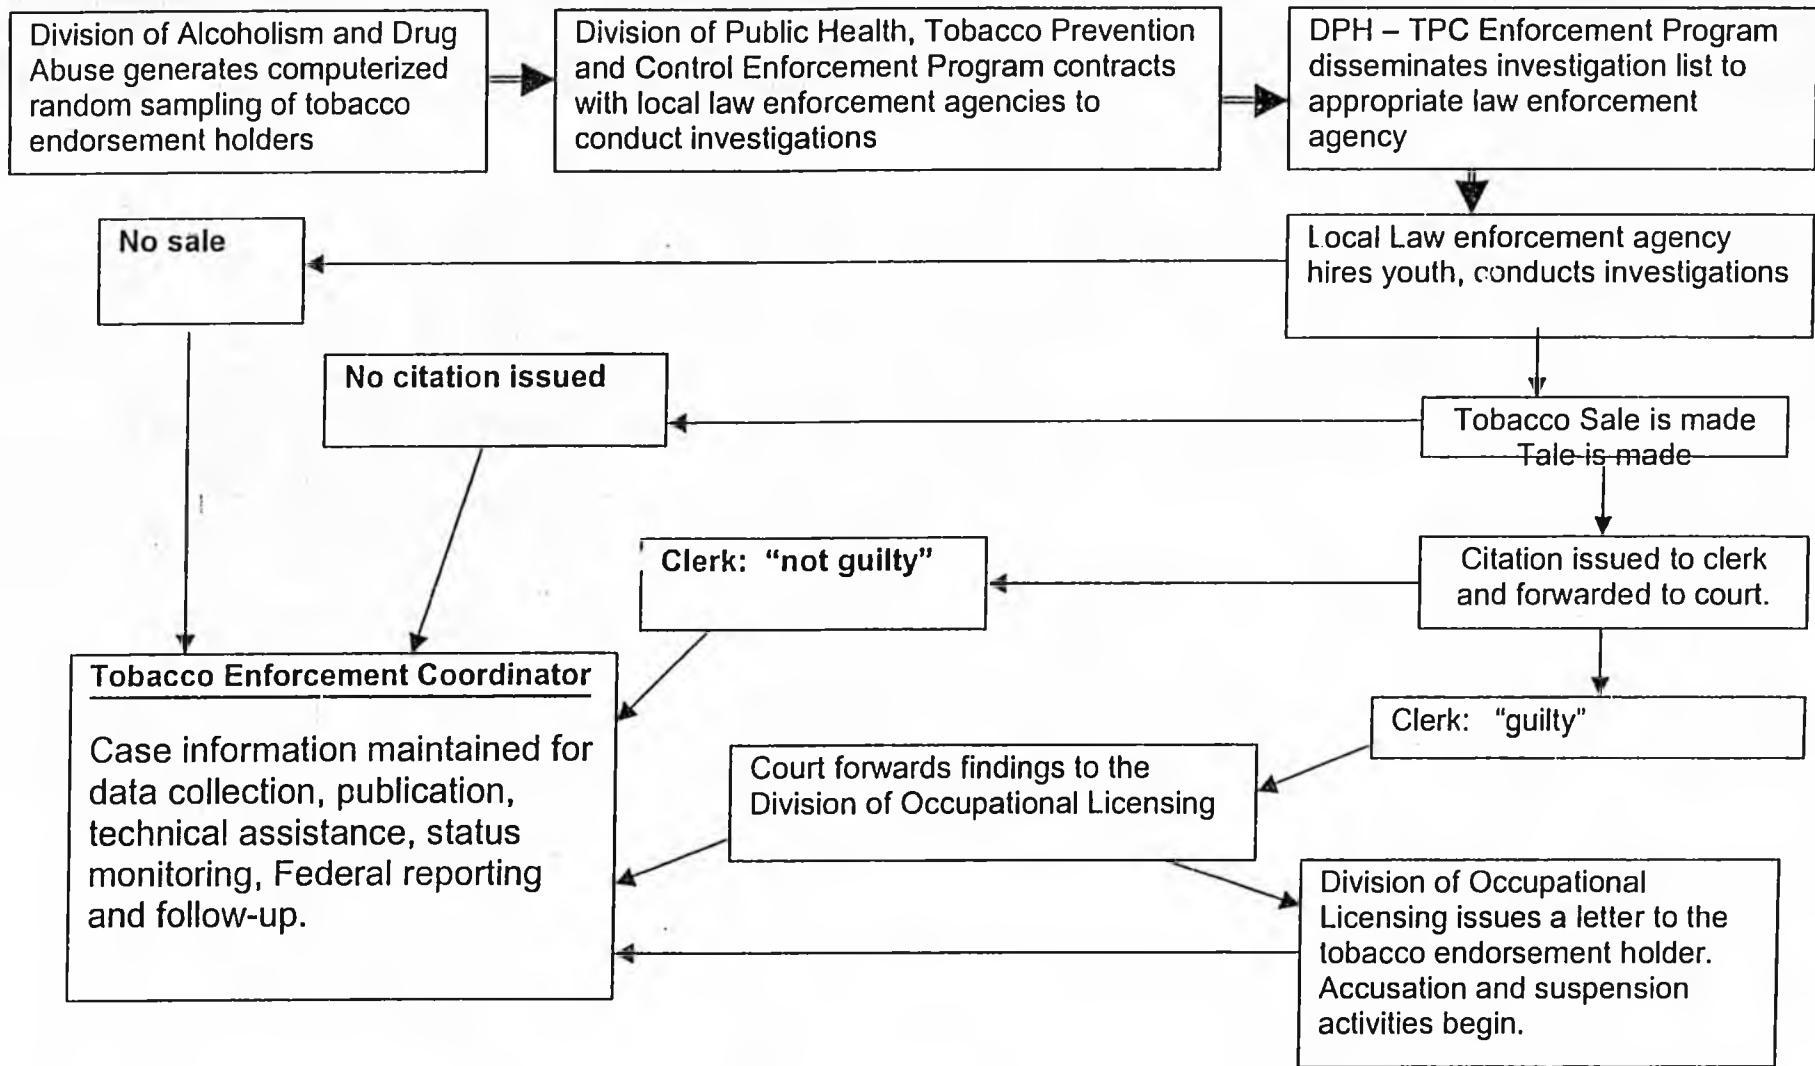 Division of Alcoholism and Drug
Abuse generates computerized
random sampling of tobacco
endorsement holders
Division of Public Health, Tobacco Prevention
and Control Enforcement Program contracts
with local law enforcement agencies to
conduct investigations
DPH – TPC Enforcement Program
disseminates investigation list to
appropriate law enforcement
agency
No sale
Local Law enforcement agency
hires youth, conducts investigations
No citation issued
Tobacco Sale is made
Tale is made
Clerk: "not guilty"
Citation issued to clerk
and forwarded to court.
Tobacco Enforcement Coordinator
Case information maintained for
data collection, publication,
technical assistance, status
monitoring, Federal reporting
and follow-up.
Clerk: "guilty"
Court forwards findings to the
Division of Occupational Licensing
Division of Occupational
Licensing issues a letter to the
tobacco endorsement holder.
Accusation and suspension
activities begin.